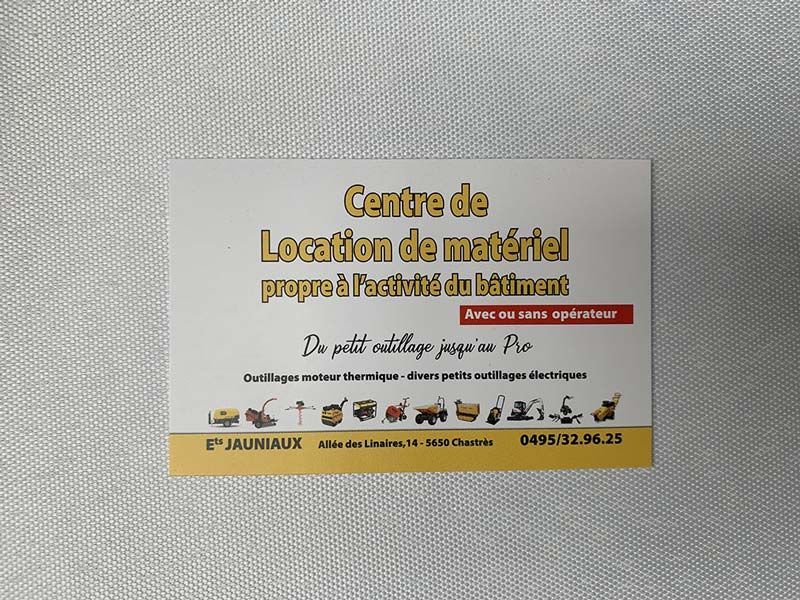 Centre de
Location de matériel
propre à l'activité du bâtiment
Avec ou sans opérateur
Du petit outillage jusqu'au Pro
Outillages moteur thermique - divers petits outillages électriques
Ets JAUNIAUX Allée des Linaires,14 - 5650 Chastrès 0495/32.96.25